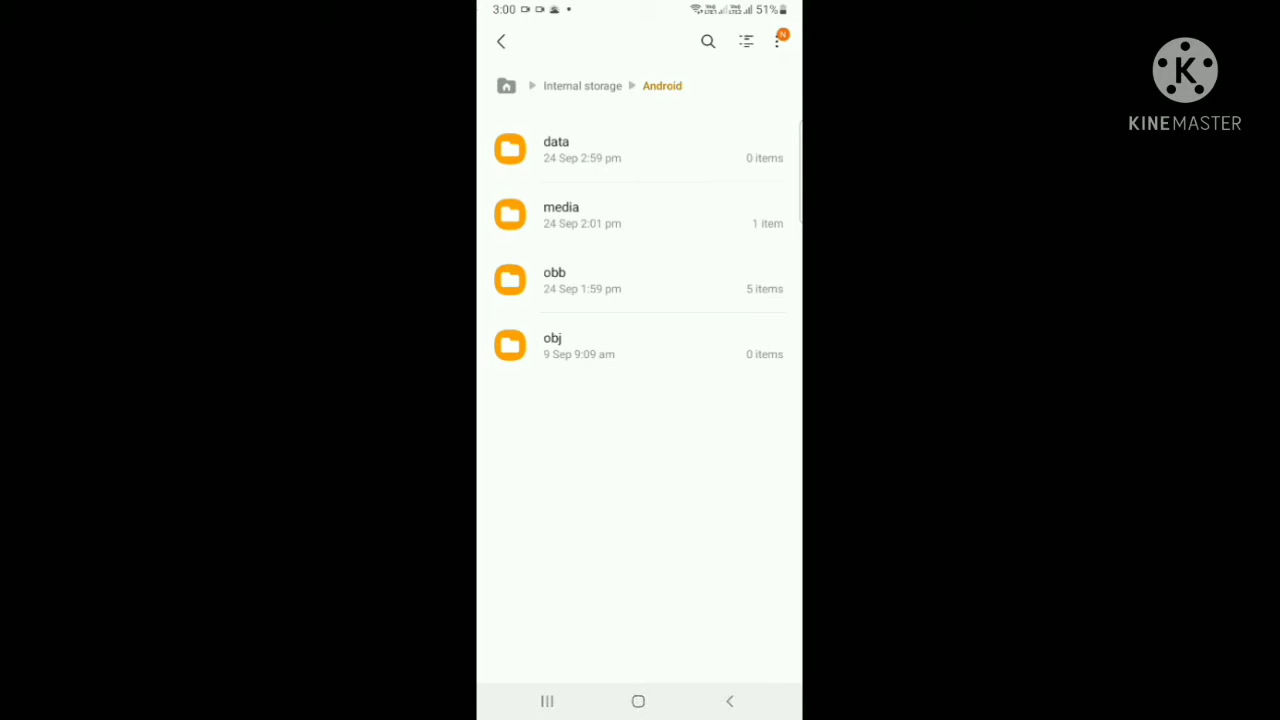 3:00
51%
N
Internal storage
Android
data
24 Sep 2:59 pm
0 items
media
24 Sep 2:01 pm
1 item
obb
24 Sep 1:59 pm
5 items
obj
9 Sep 9:09 am
0 items
K
KINEMASTER